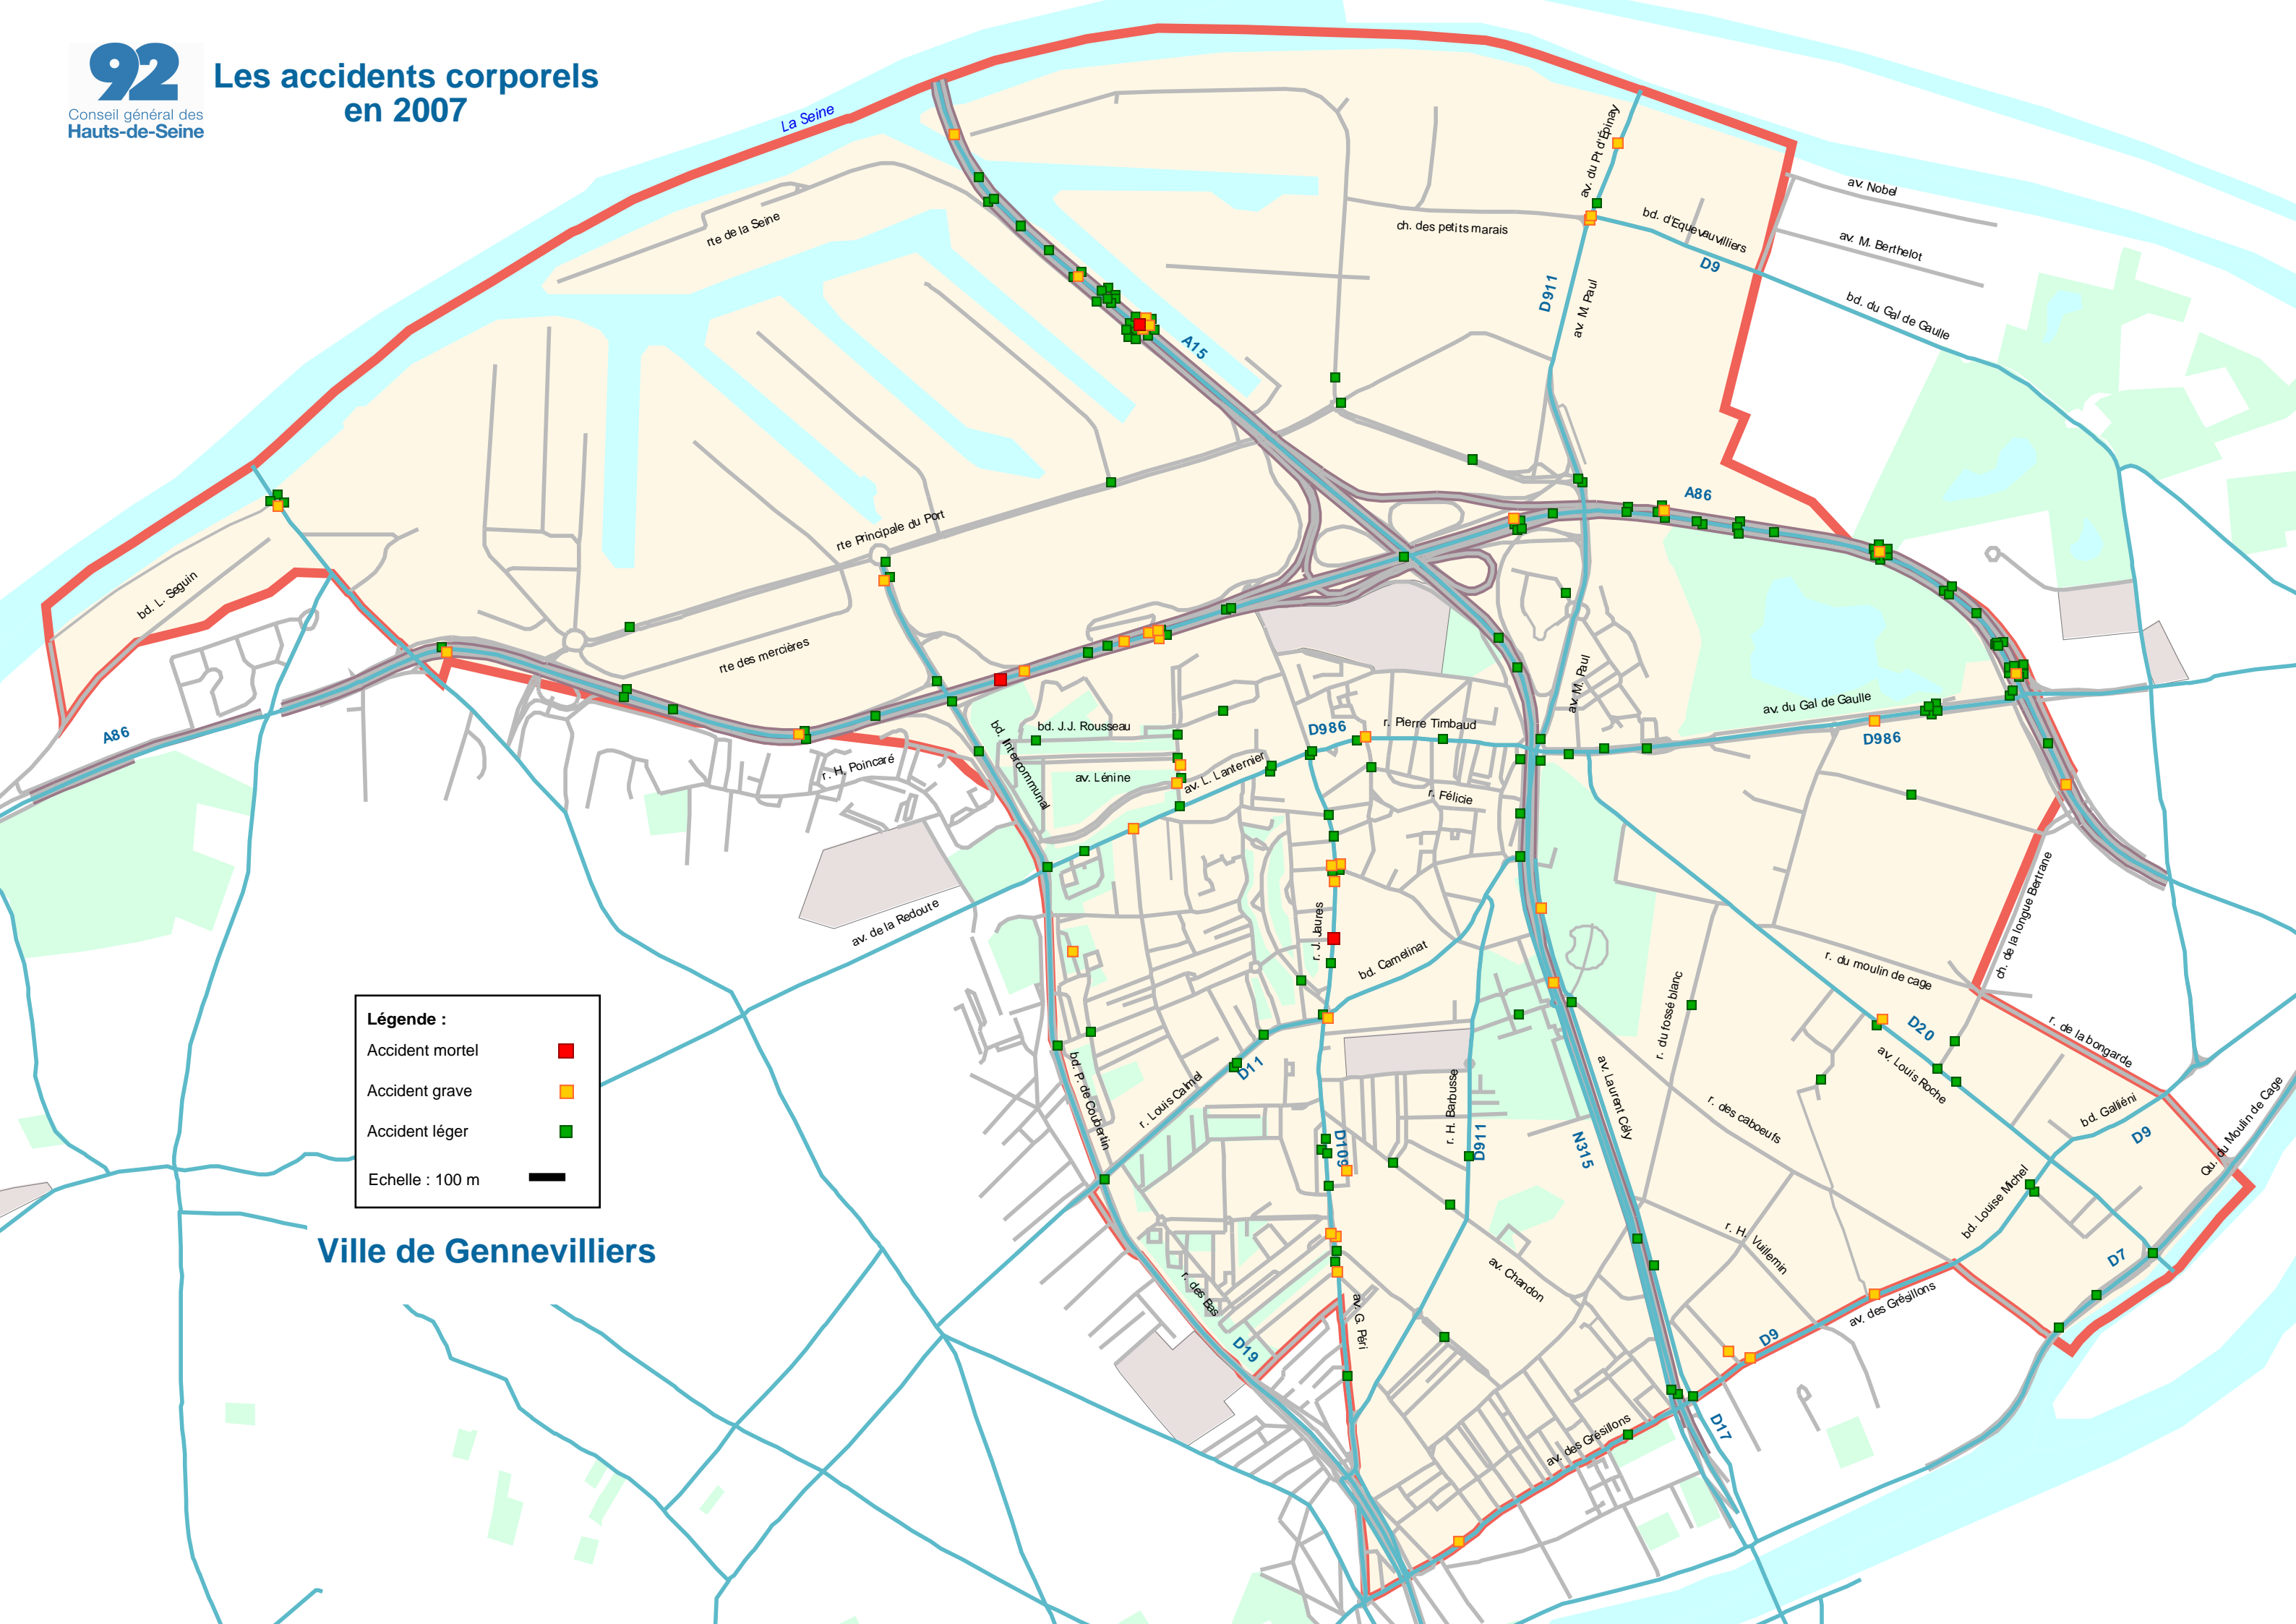 92
Conseil général des
Hauts-de-Seine
Les accidents corporels
en 2007
La Seine
rte de la Seine
av. du Pt d'Épinay
av. Nobel
ch. des petits marais
bd. d'Equevauvilliers
av. M. Berthelot
D9
D911
av. M. Paul
bd. du Gal de Gaulle
A15
A86
rte Principale du Port
bd. L. Seguin
rte des mercières
av. M. Paul
av. du Gal de Gaulle
D986
A86
bd. J.J. Rousseau
D986
r. Pierre Timbaud
bd. Intercommunal
r. H. Poincaré
av. Lénine
av. L. Lanternier
r. Félicie
av. de la Redoute
r. J. Jaures
bd. Camelinat
ch. de la longue Bertrane
r. du moulin de cage
r. du fossé blanc
D20
r. de la bongarde
av. Louis Roche
Légende :
Accident mortel
Accident grave
Accident léger
Echelle : 100 m
D11
bd. P. de Coubertin
r. Louis Calmel
D109
r. H. Barbusse
D911
av. Laurent Cély
N315
r. des caboeufs
bd. Galliéni
D9
Qu. du Moulin de Cage
bd. Louise Michel
r. H. Vuillemin
D7
Ville de Gennevilliers
r. des Bas
av. Chandon
av. G. Péri
D19
av. des Grésillons
D9
D17
av. des Grésillons